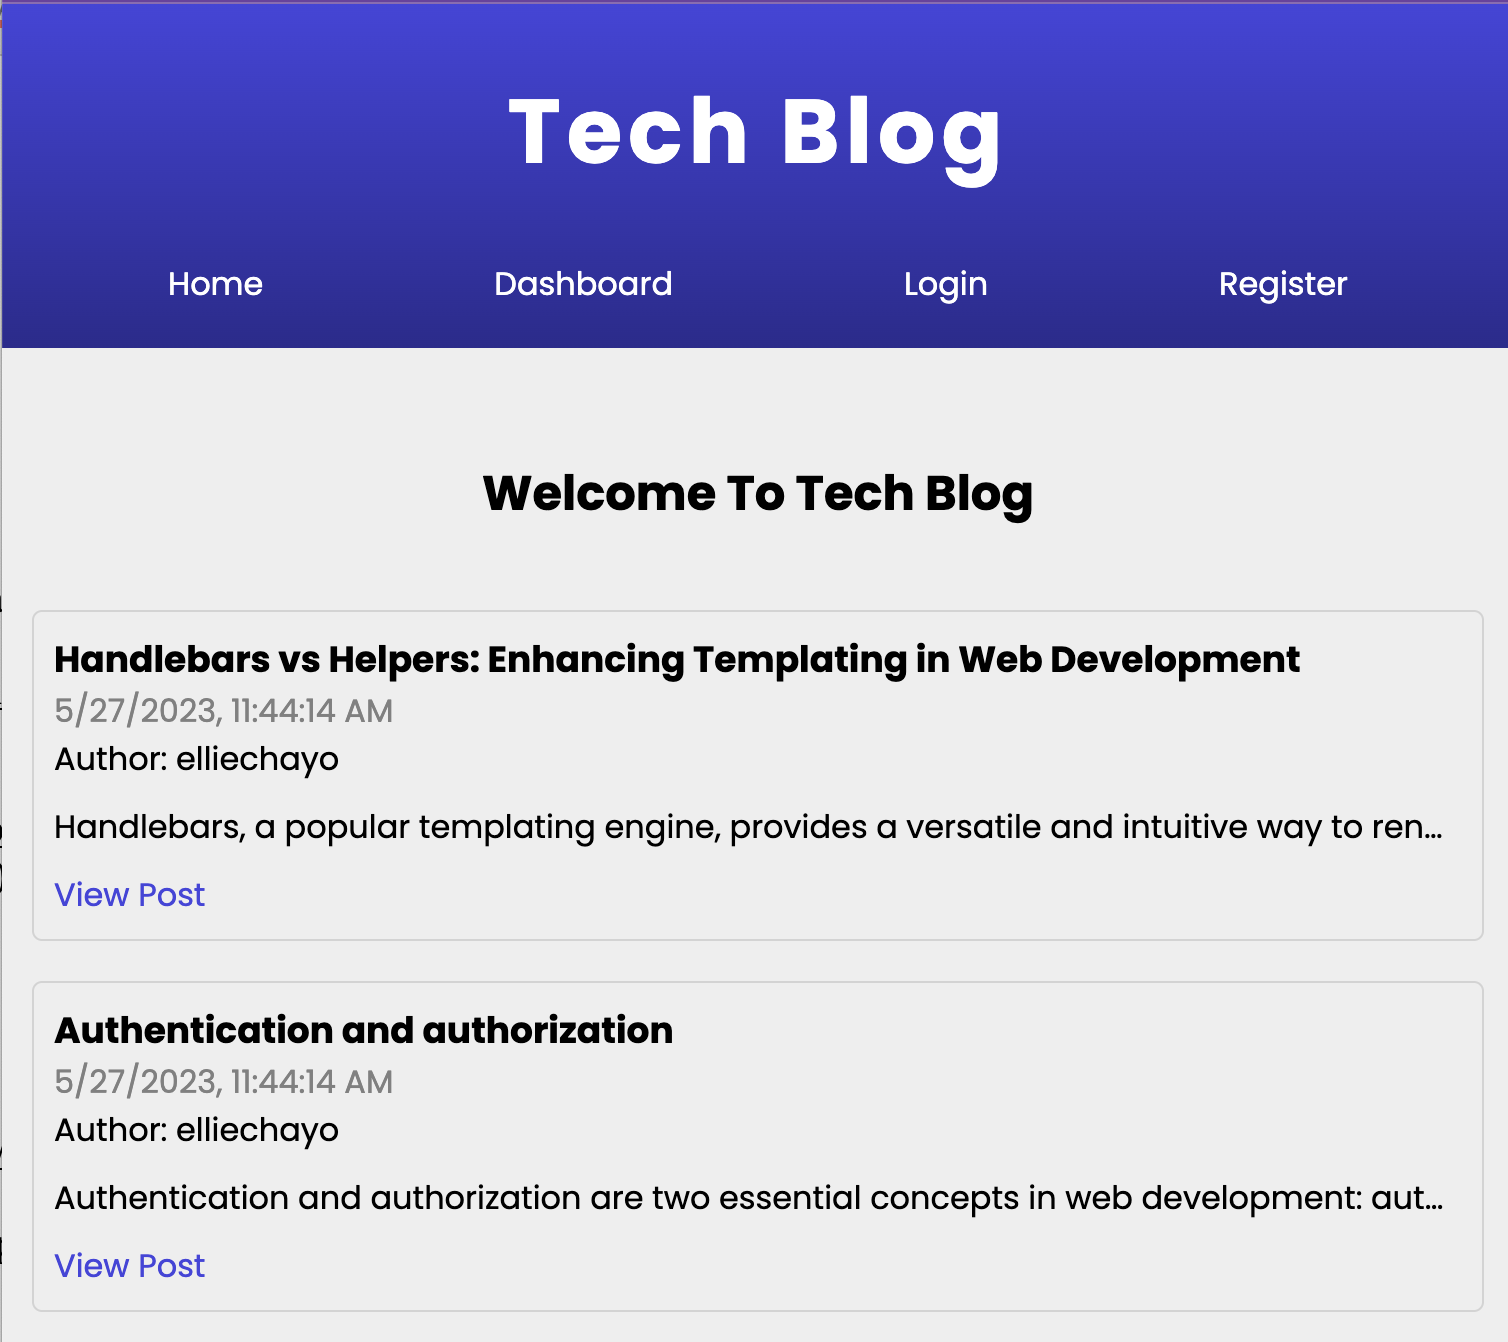 Tech Blog
Home Dashboard Login Register
Welcome To Tech Blog
Handlebars vs Helpers: Enhancing Templating in Web Development
5/27/2023, 11:44:14 AM
Author: elliechayo
Handlebars, a popular templating engine, provides a versatile and intuitive way to ren...
View Post
Authentication and authorization
5/27/2023, 11:44:14 AM
Author: elliechayo
Authentication and authorization are two essential concepts in web development: aut...
View Post